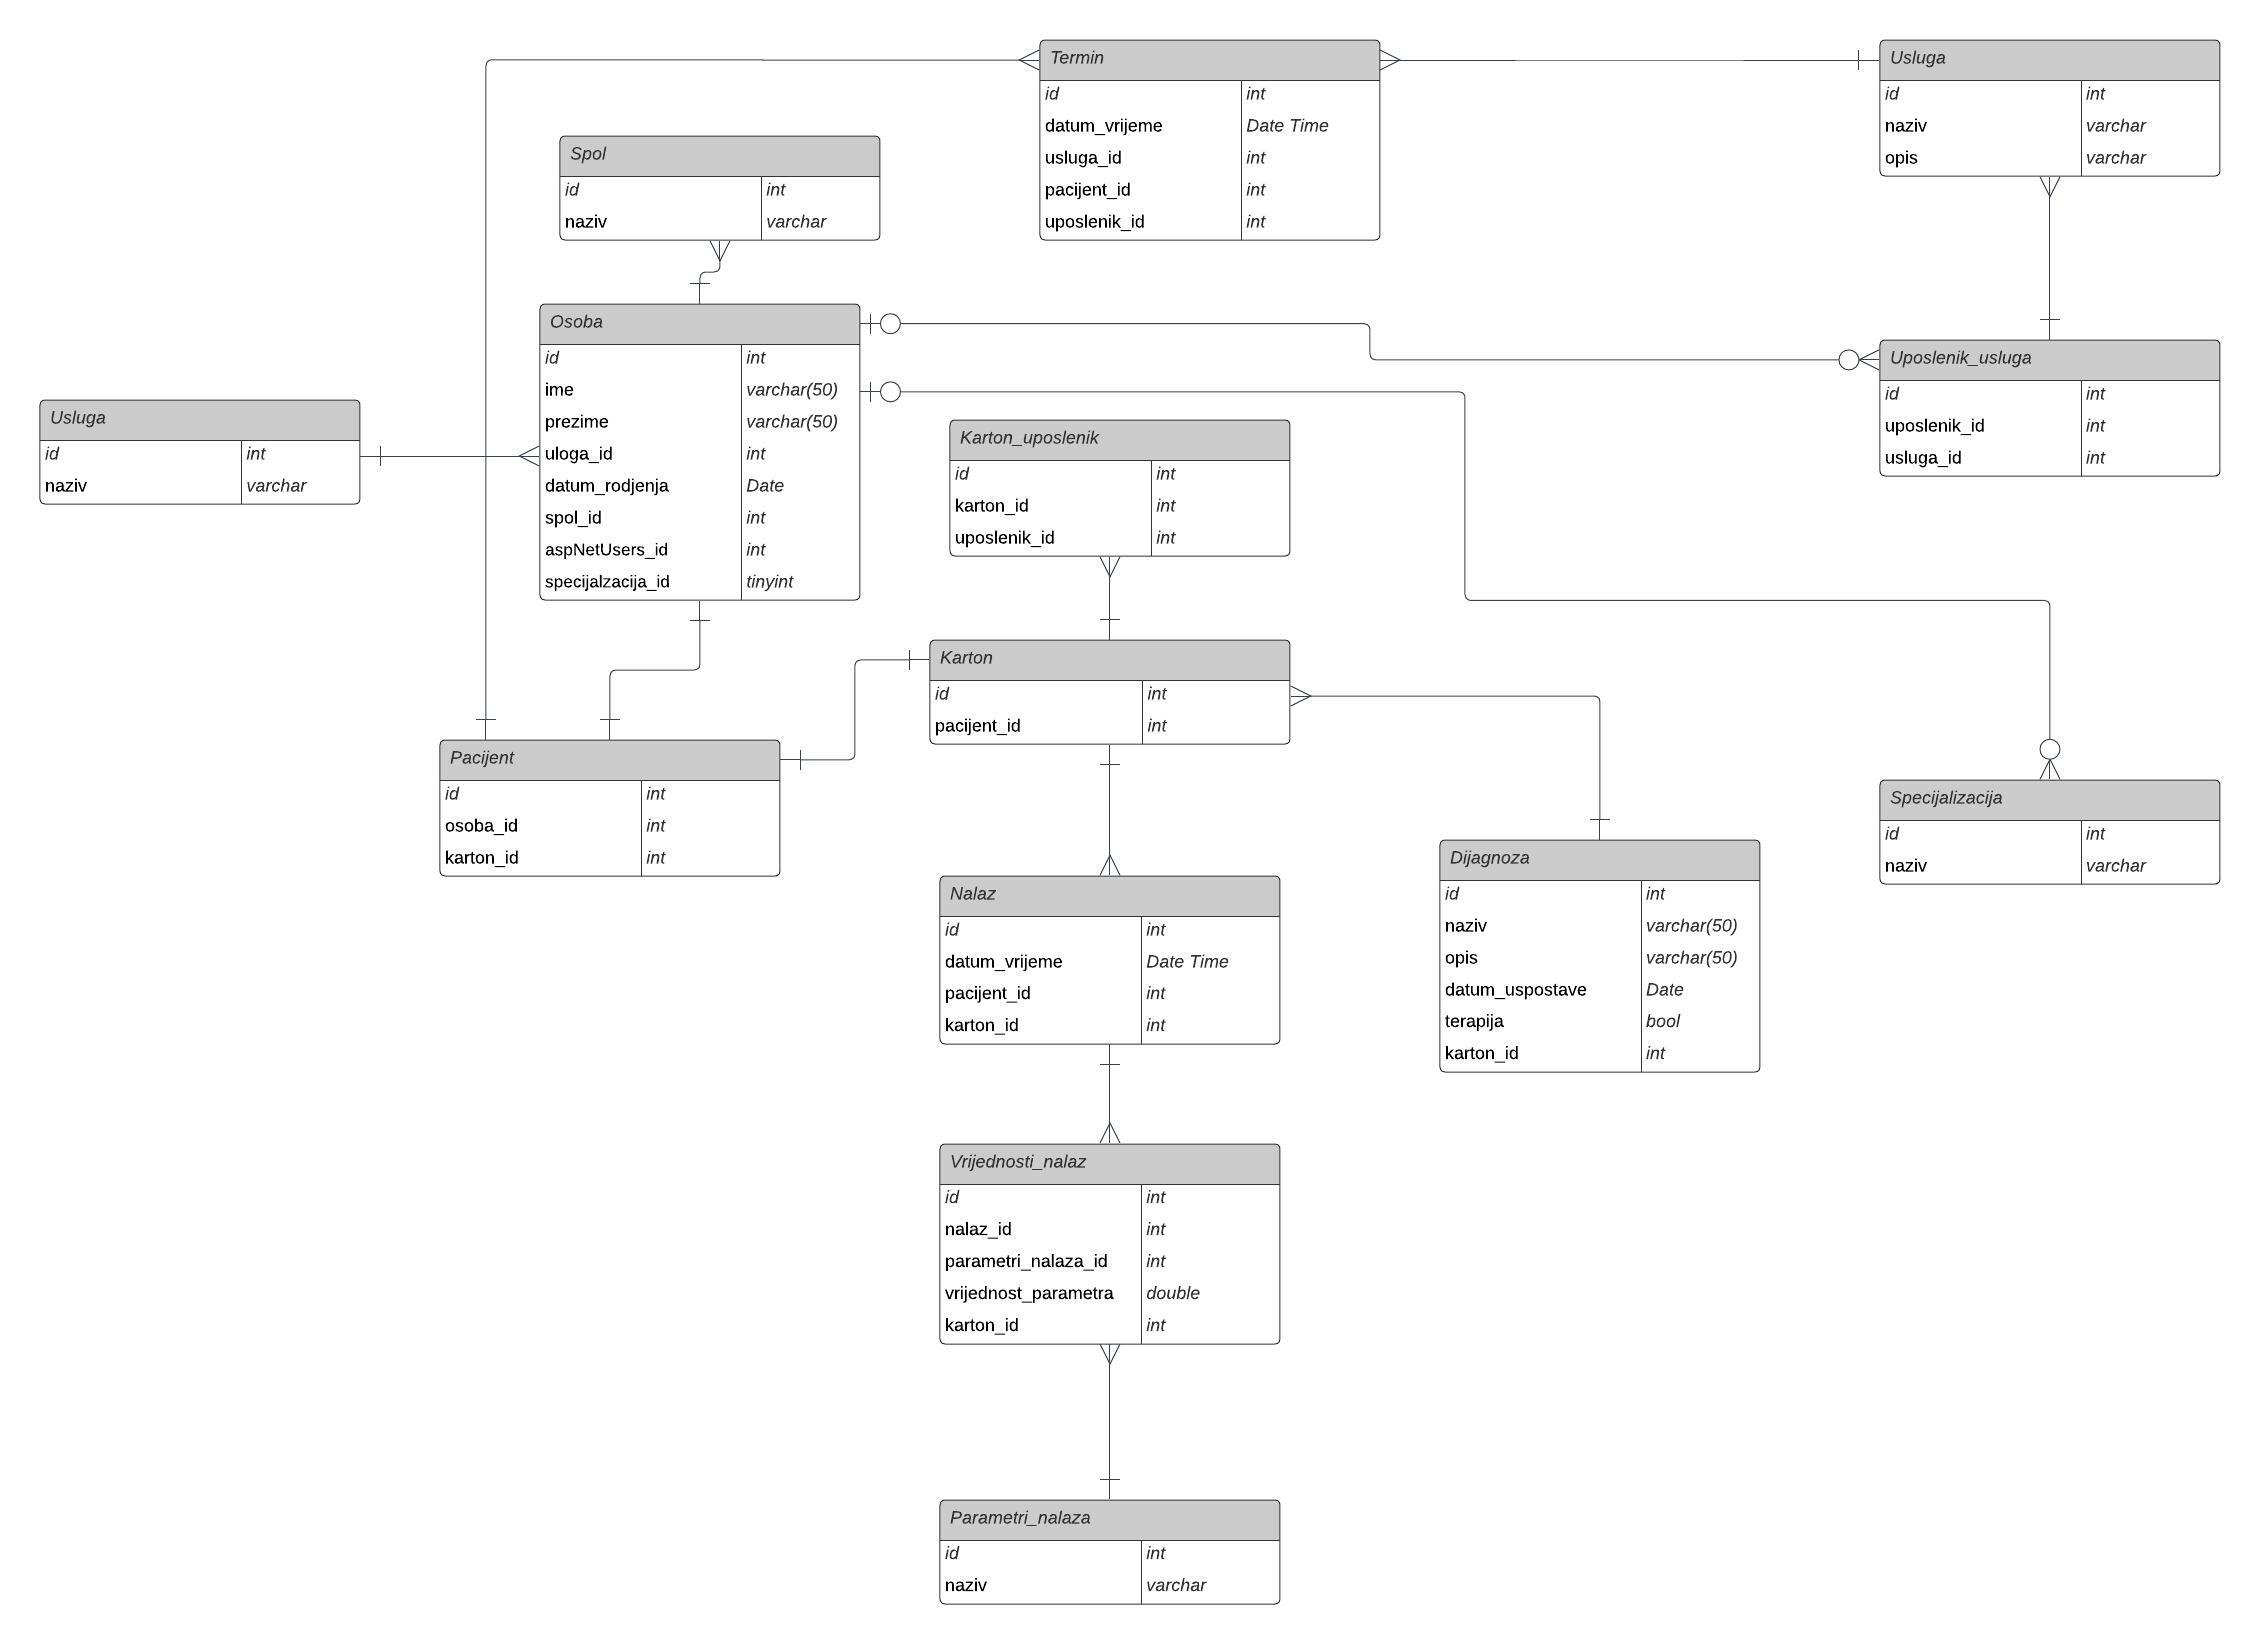 Termin
id int
datum_vrijeme Date Time
usluga_id int
pacijent_id int
uposlenik_id int
Usluga
id int
naziv varchar
opis varchar
Spol
id int
naziv varchar
Osoba
id int
ime varchar(50)
prezime varchar(50)
uloga_id int
datum_rodjenja Date
spol_id int
aspNetUsers_id int
specijalzacija_id tinyint
Uposlenik_usluga
id int
uposlenik_id int
usluga_id int
Usluga
id int
naziv varchar
Karton_uposlenik
id int
karton_id int
uposlenik_id int
Karton
id int
pacijent_id int
Pacijent
id int
osoba_id int
karton_id int
Specijalizacija
id int
naziv varchar
Dijagnoza
id int
naziv varchar(50)
opis varchar(50)
datum_uspostave Date
terapija bool
karton_id int
Nalaz
id int
datum_vrijeme Date Time
pacijent_id int
karton_id int
Vrijednosti_nalaz
id int
nalaz_id int
parametri_nalaza_id int
vrijednost_parametra double
karton_id int
Parametri_nalaza
id int
naziv varchar